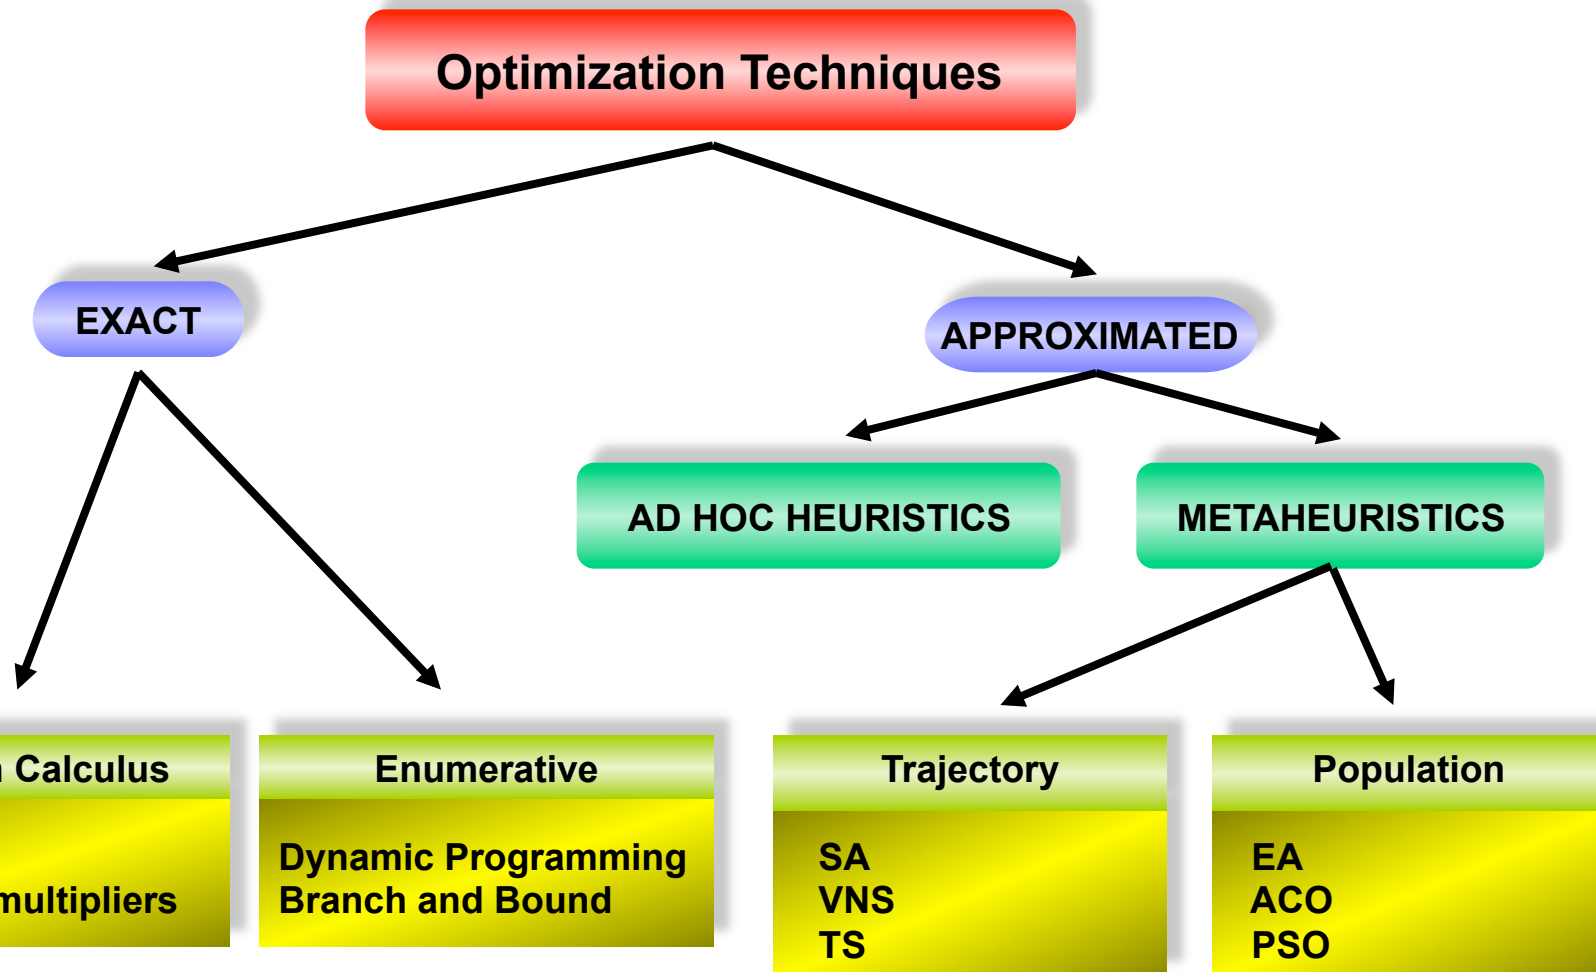 Optimization Techniques
EXACT
APPROXIMATED
AD HOC HEURISTICS
METAHEURISTICS
Calculus
Enumerative
Trajectory
Population
multipliers
Dynamic Programming
Branch and Bound
SA
VNS
TS
EA
ACO
PSO